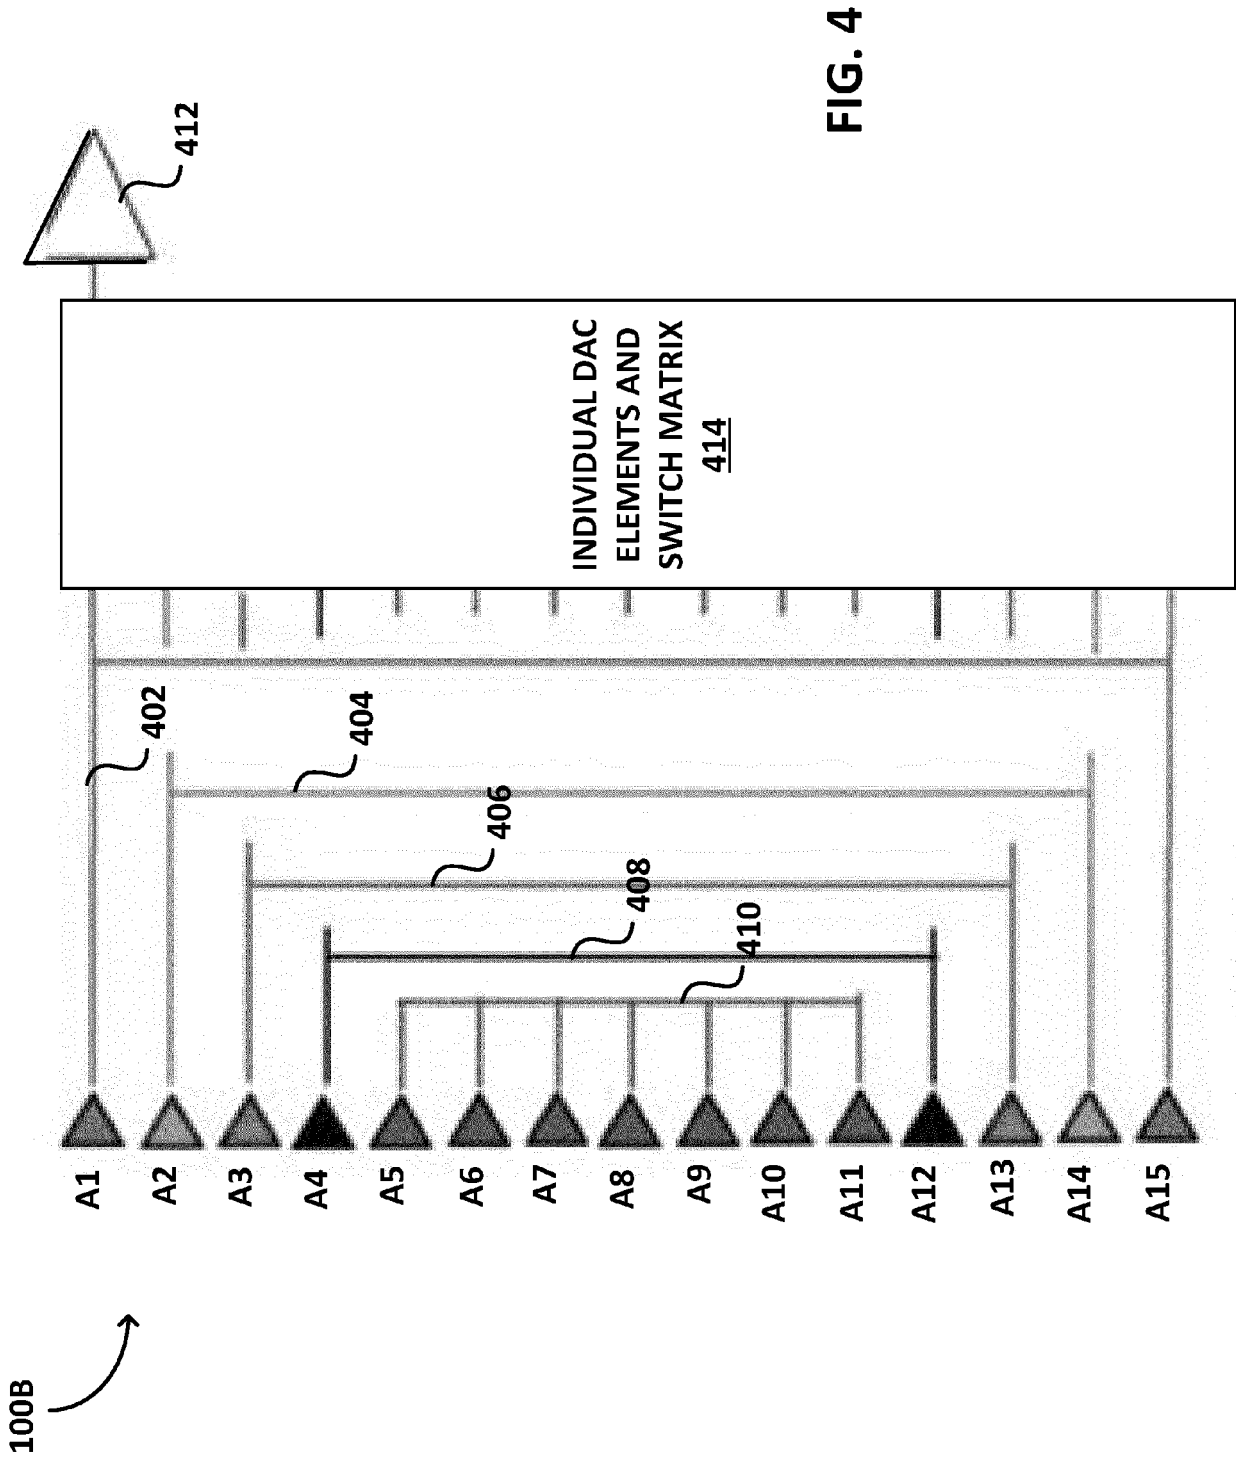 100B
A1
A2
A3
A4
A5
A6
A7
A8
A9
A10
A11
A12
A13
A14
A15
402
404
406
408
410
INDIVIDUAL DAC
ELEMENTS AND
SWITCH MATRIX
414
412
FIG. 4